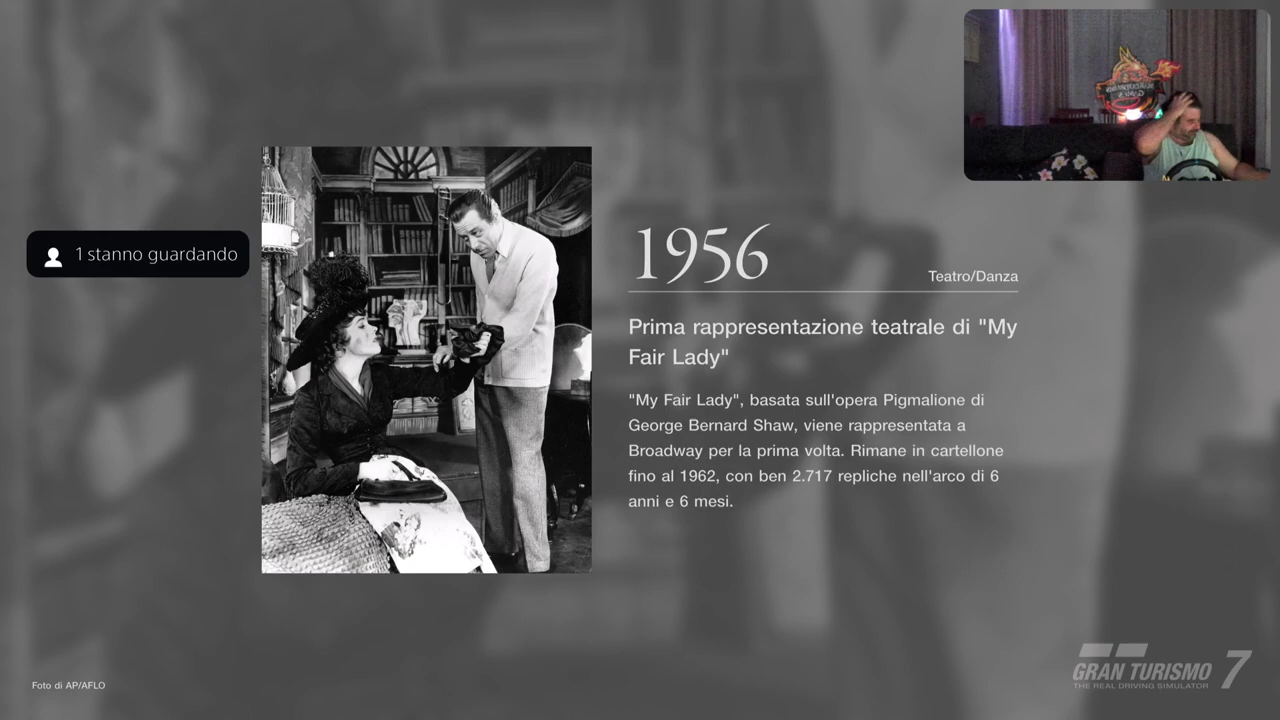 1 stanno guardando
1956
Teatro/Danza
Prima rappresentazione teatrale di "My
Fair Lady"
"My Fair Lady", basata sull'opera Pigmalione di
George Bernard Shaw, viene rappresentata a
Broadway per la prima volta. Rimane in cartellone
fino al 1962, con ben 2.717 repliche nell'arco di 6
anni e 6 mesi.
Foto di AP/AFLO
GRAN TURISMO 7
THE REAL DRIVING SIMULATOR